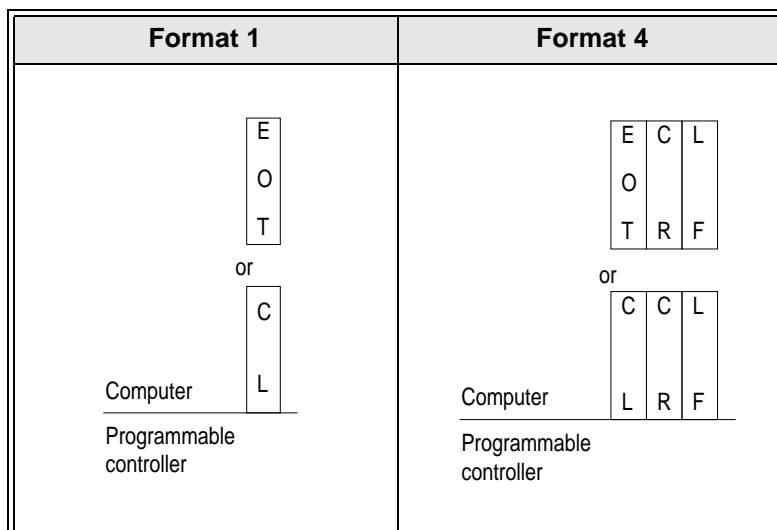 Format 1
Format 4
E
O
T
or
C
L
Computer
Programmable
controller
E C L
O
T R F
or
C C L
L R F
Computer
Programmable
controller